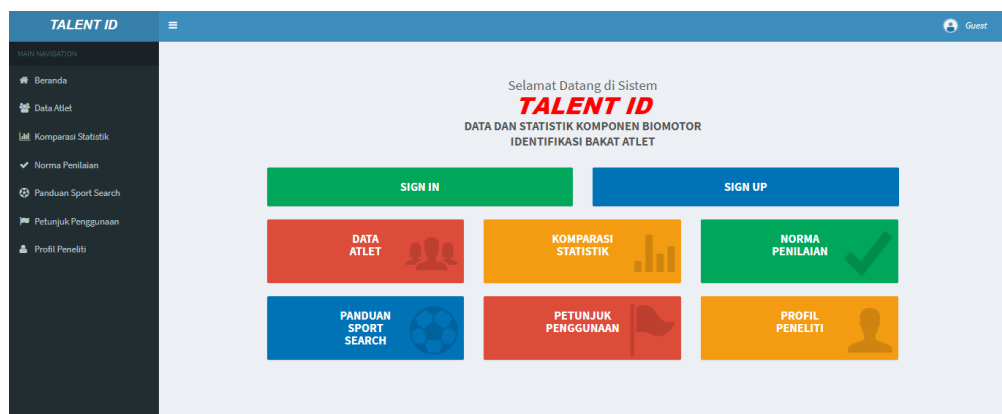 TALENT ID
Guest
MAIN NAVIGATION
Beranda
Data Atlet
Komparasi Statistik
Norma Penilaian
Panduan Sport Search
Petunjuk Penggunaan
Profil Peneliti
Selamat Datang di Sistem
TALENT ID
DATA DAN STATISTIK KOMPONEN BIOMOTOR
IDENTIFIKASI BAKAT ATLET
SIGN IN
SIGN UP
DATA
ATLET
KOMPARASI
STATISTIK
NORMA
PENILAIAN
PANDUAN
SPORT
SEARCH
PETUNJUK
PENGGUNAAN
PROFIL
PENELITI